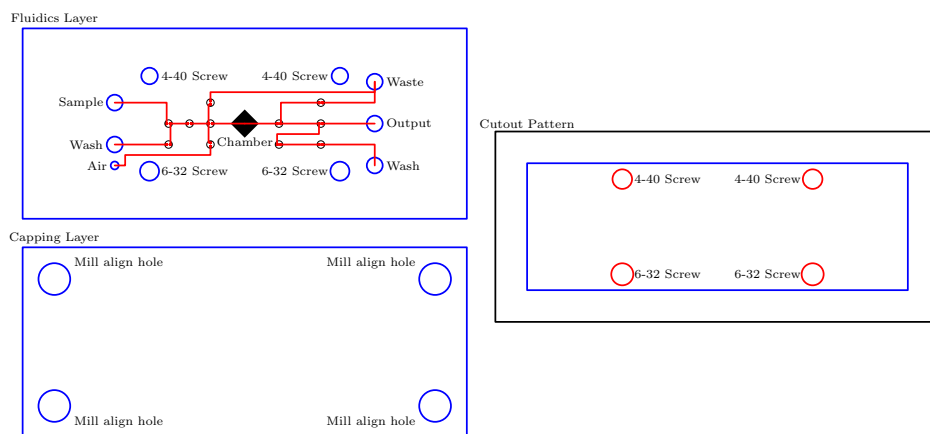 Fluidics Layer
4-40 Screw
4-40 Screw
Waste
Sample
Output
Wash
Chamber
Air
6-32 Screw
6-32 Screw
Wash
Cutout Pattern
4-40 Screw
4-40 Screw
6-32 Screw
6-32 Screw
Capping Layer
Mill align hole
Mill align hole
Mill align hole
Mill align hole